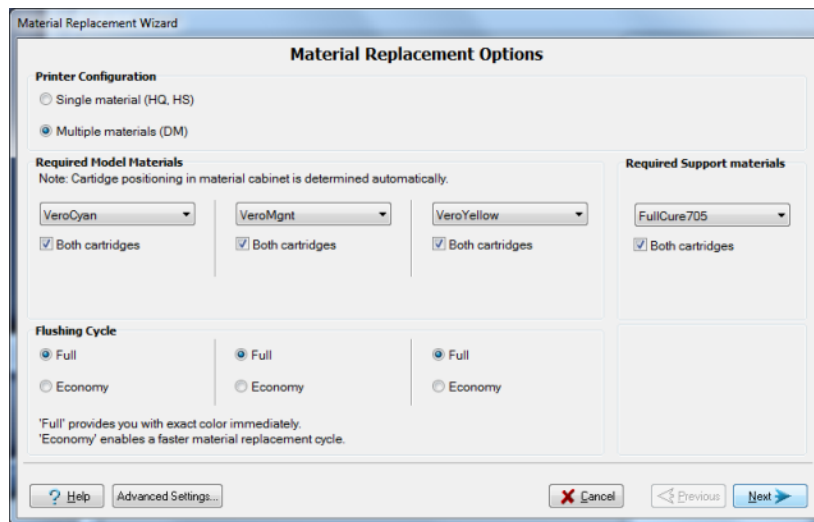 Material Replacement Wizard
Material Replacement Options
Printer Configuration
Single material (HQ, HS)
Multiple materials (DM)
Required Model Materials
Note: Cartidge positioning in material cabinet is determined automatically.
VeroCyan VeroMgnt VeroYellow
Both cartridges Both cartridges Both cartridges
Required Support materials
FullCure705
Both cartridges
Flushing Cycle
Full Full Full
Economy Economy Economy
'Full' provides you with exact color immediately.
'Economy' enables a faster material replacement cycle.
? Help Advanced Settings... Cancel Previous Next